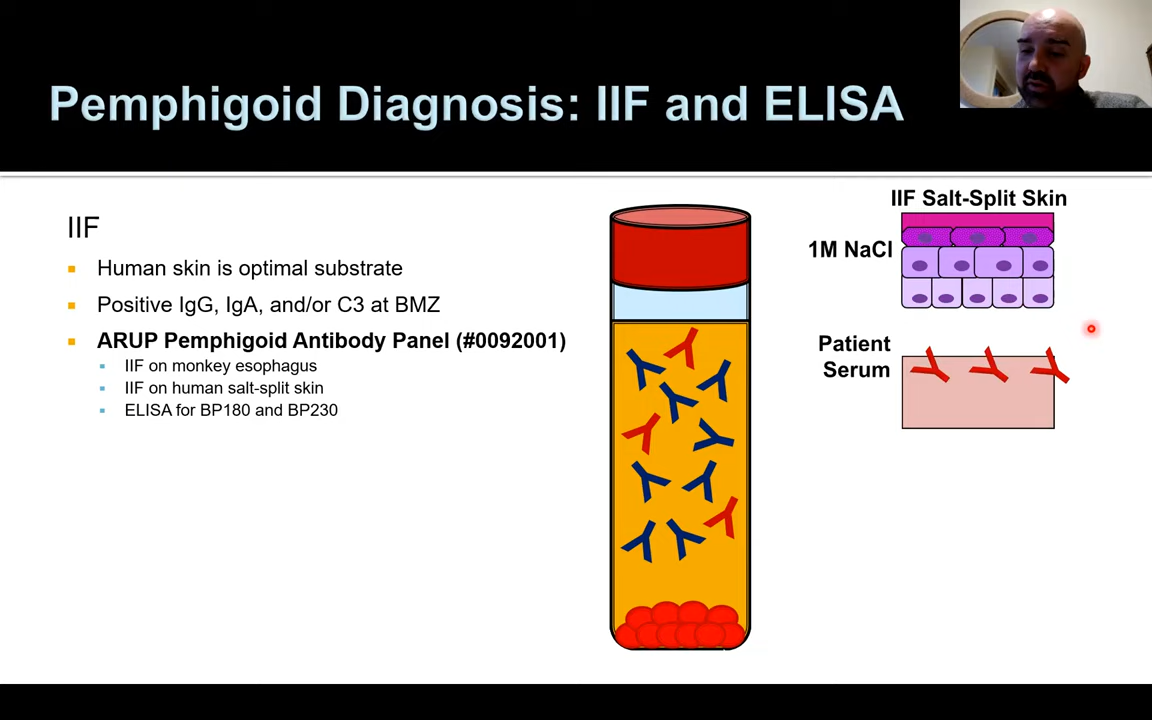 Pemphigoid Diagnosis: IIF and ELISA
IIF
Human skin is optimal substrate
Positive IgG, IgA, and/or C3 at BMZ
ARUP Pemphigoid Antibody Panel (#0092001)
IIF on monkey esophagus
IIF on human salt-split skin
ELISA for BP180 and BP230
IIF Salt-Split Skin
1M NaCl
Patient
Serum